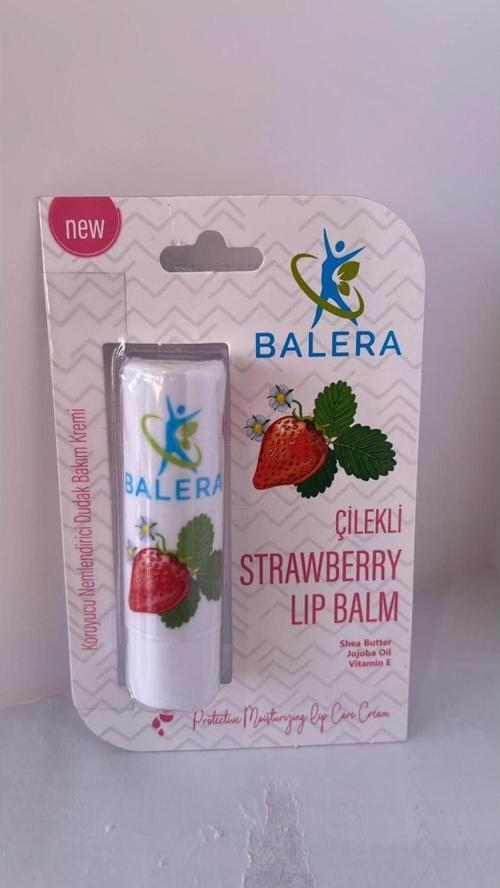 new
BALERA
Koruyucu Nemlendirici Dudak Bakım Kremi
BALERA
ÇİLEKLİ
STRAWBERRY
LIP BALM
Shea Butter
Jojoba Oil
Vitamin E
Protective Moisturizing Lip Care Cream